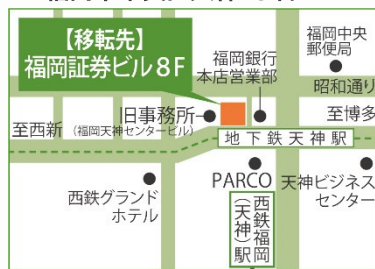 【移転先】
福岡証券ビル8F
福岡中央
郵便局
福岡銀行
本店営業部
昭和通り
旧事務所
(福岡天神センタービル)
至西新
至博多
地下鉄天神駅
西鉄グランド
ホテル
PARCO
天神ビジネス
センター
西鉄福岡
(天神)駅